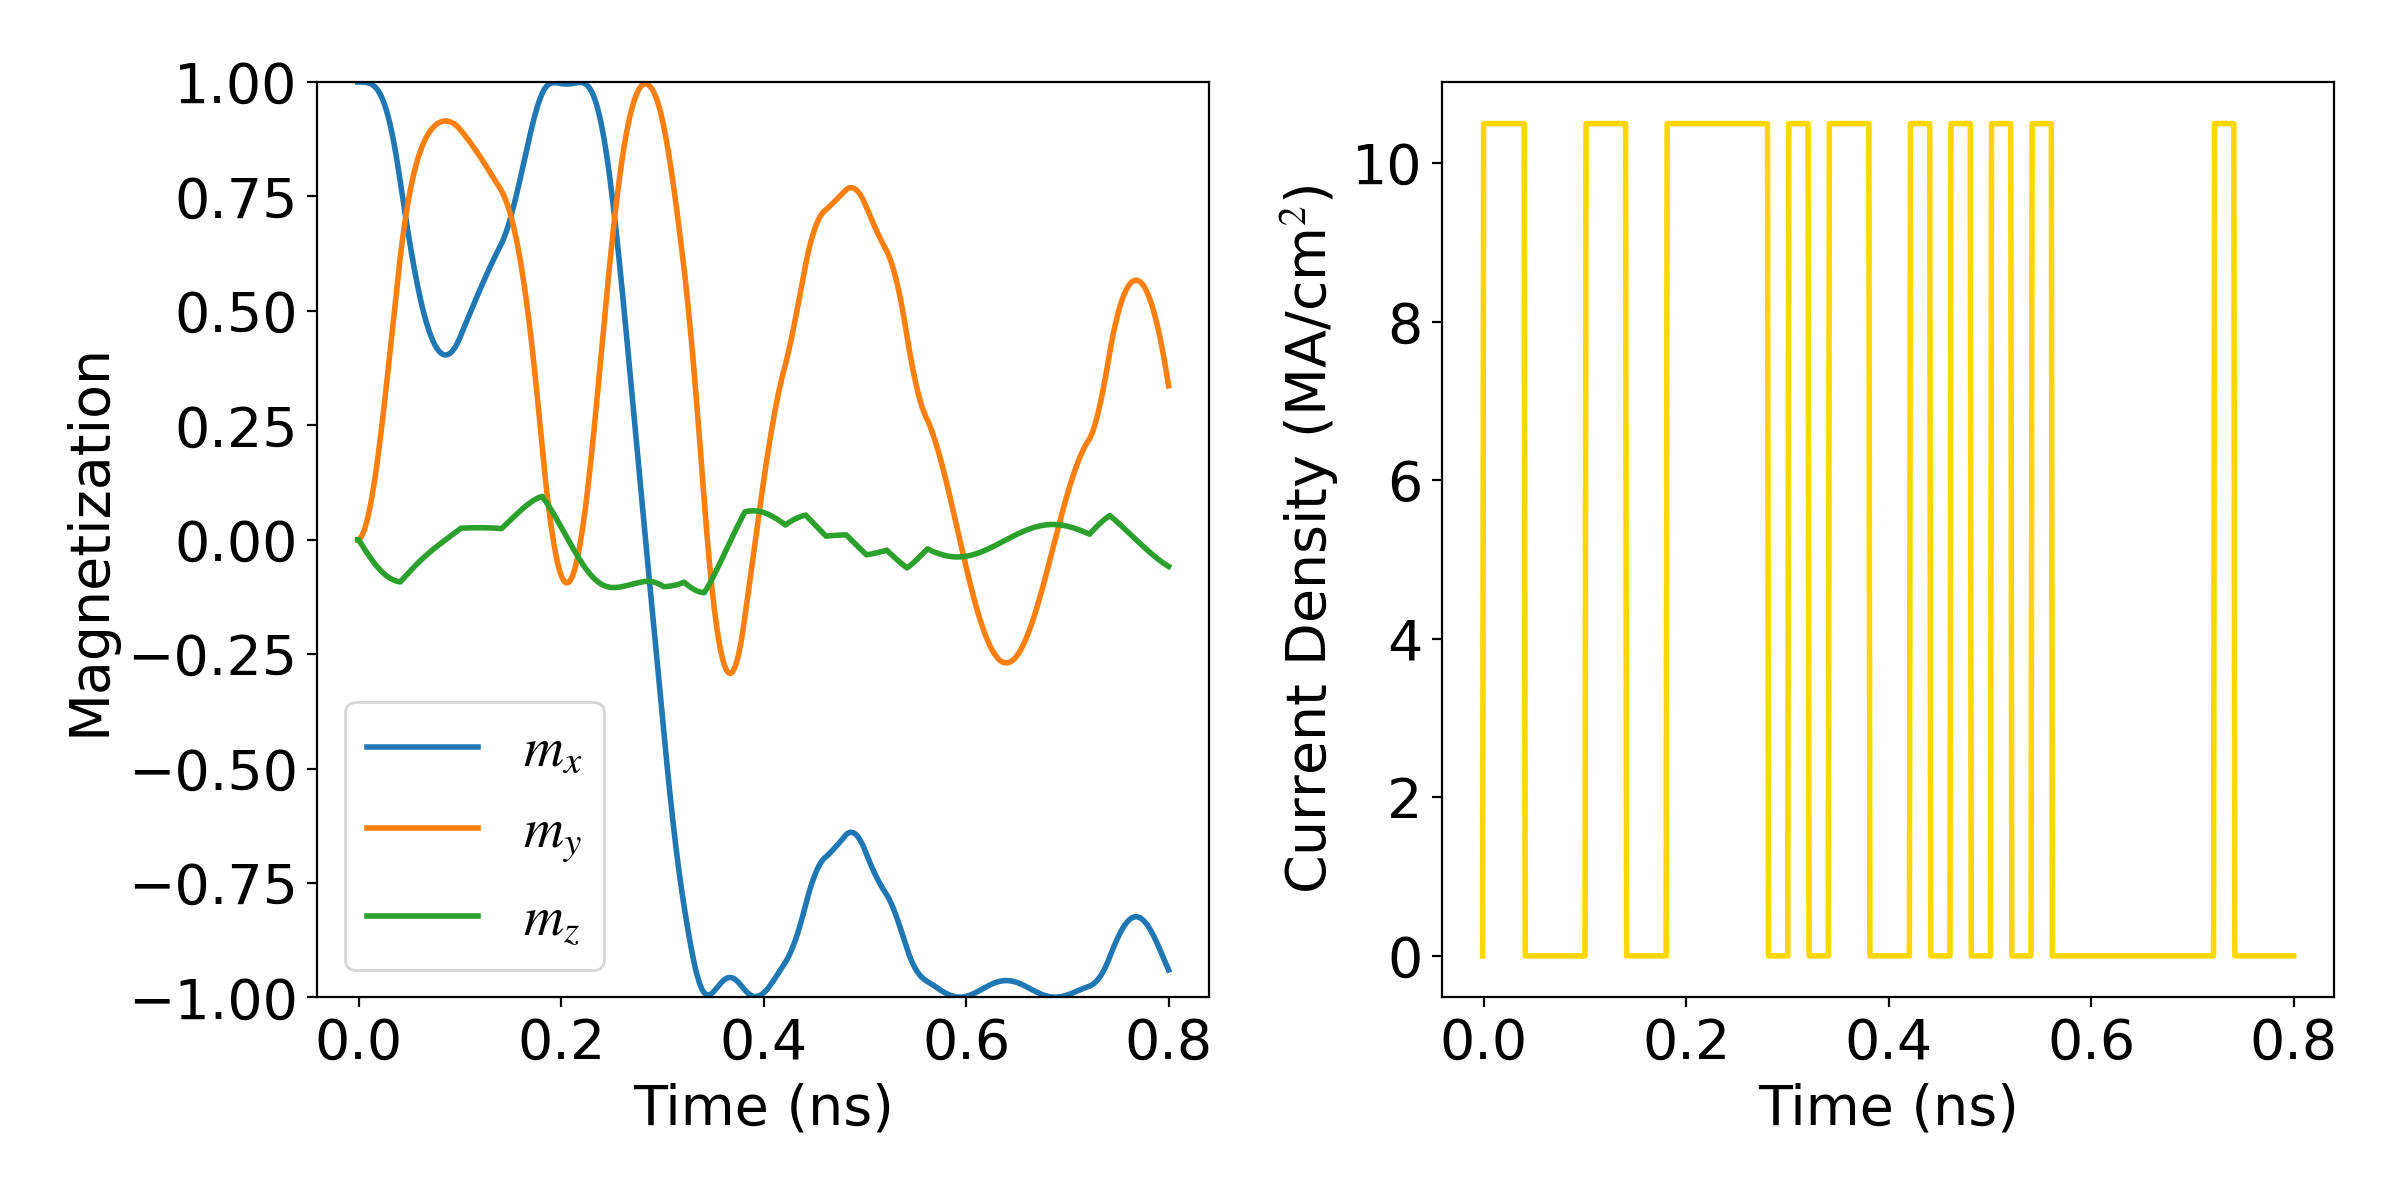 1.00
0.75
0.50
0.25
0.00
−0.25
−0.50
−0.75
−1.00
Magnetization
m_x
m_y
m_z
0.0 0.2 0.4 0.6 0.8
Time (ns)
10
8
6
4
2
0
Current Density (MA/cm²)
0.0 0.2 0.4 0.6 0.8
Time (ns)